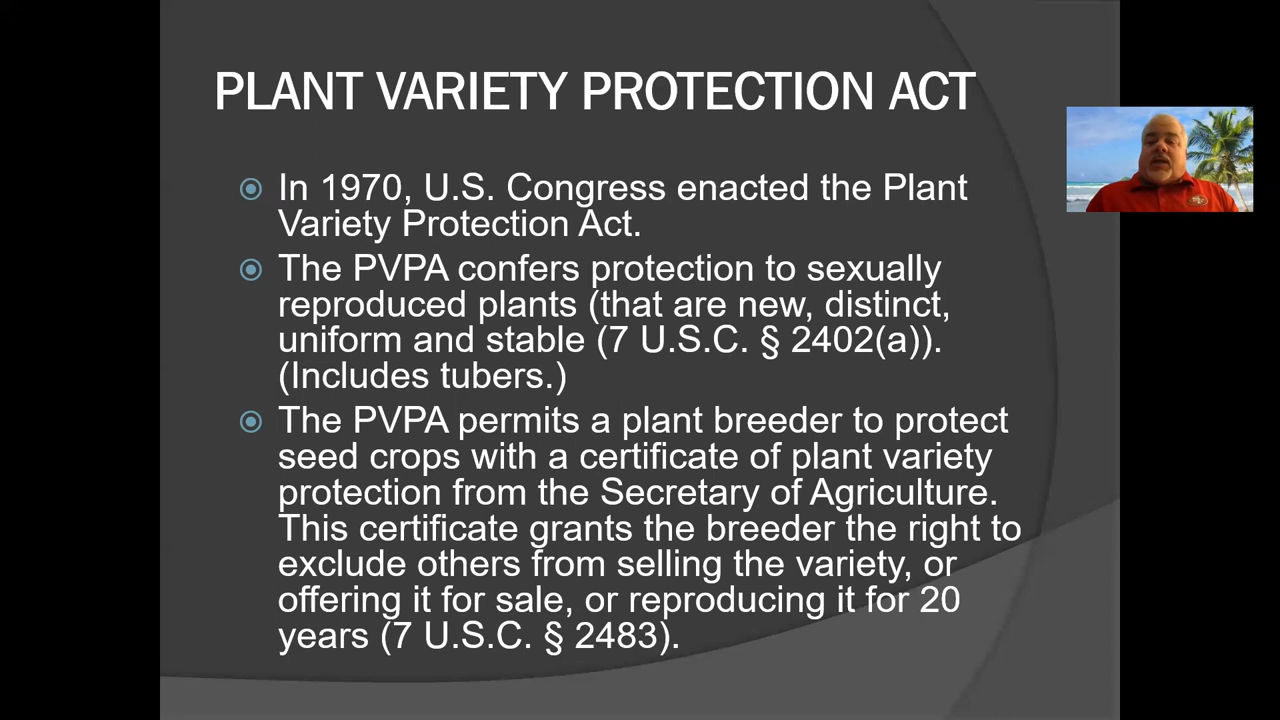 PLANT VARIETY PROTECTION ACT
In 1970, U.S. Congress enacted the Plant
Variety Protection Act.
The PVPA confers protection to sexually
reproduced plants (that are new, distinct,
uniform and stable (7 U.S.C. § 2402(a)).
(Includes tubers.)
The PVPA permits a plant breeder to protect
seed crops with a certificate of plant variety
protection from the Secretary of Agriculture.
This certificate grants the breeder the right to
exclude others from selling the variety, or
offering it for sale, or reproducing it for 20
years (7 U.S.C. § 2483).